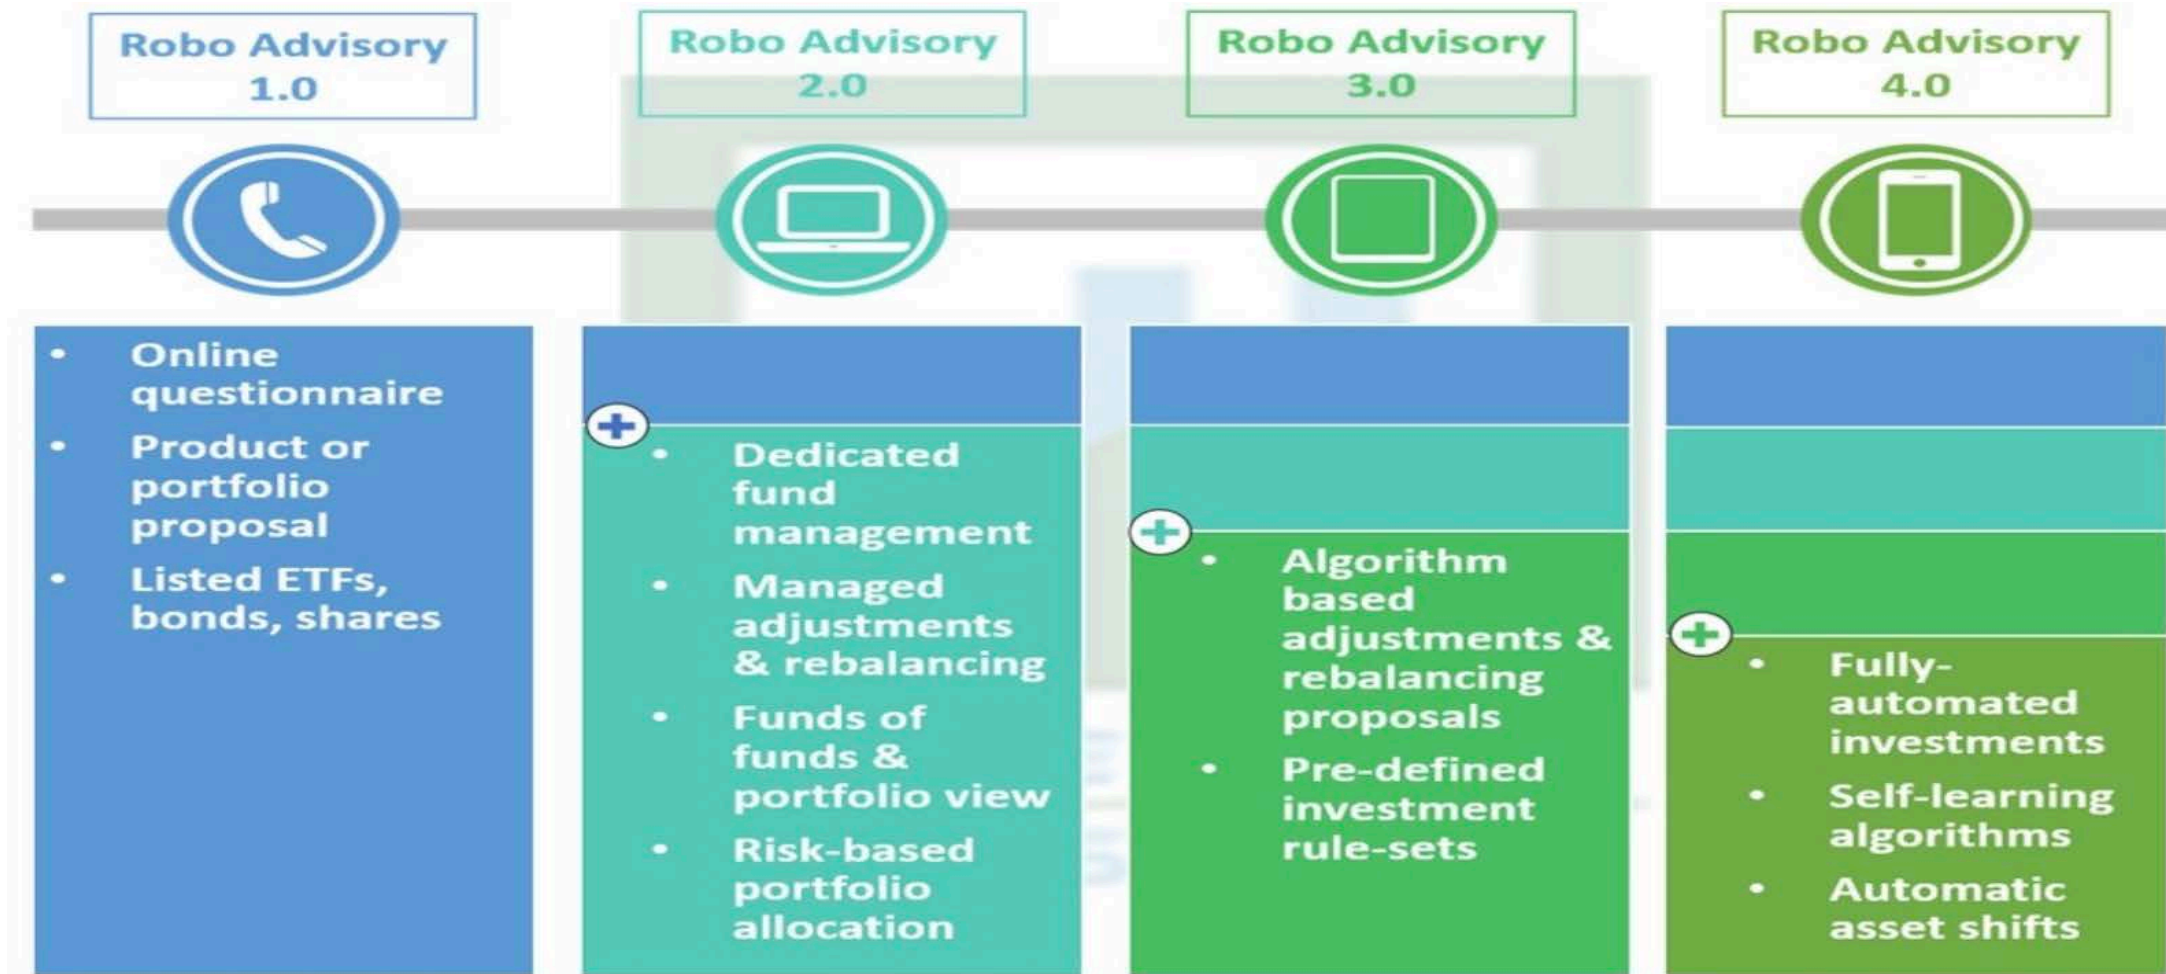 Robo Advisory
1.0
Robo Advisory
2.0
Robo Advisory
3.0
Robo Advisory
4.0
• Online
questionnaire
• Product or
portfolio
proposal
• Listed ETFs,
bonds, shares
• Dedicated
fund
management
• Managed
adjustments
& rebalancing
• Funds of
funds &
portfolio view
• Risk-based
portfolio
allocation
• Algorithm
based
adjustments &
rebalancing
proposals
• Pre-defined
investment
rule-sets
• Fully-
automated
investments
• Self-learning
algorithms
• Automatic
asset shifts